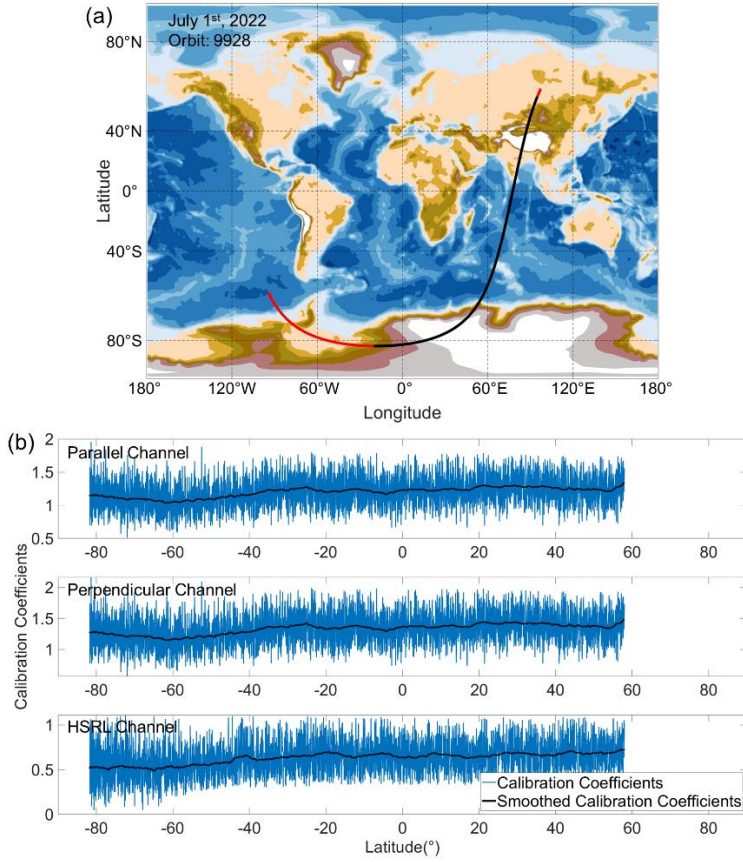 (a)
July 1st, 2022
Orbit: 9928
80°N
40°N
0°
40°S
80°S
Latitude
180° 120°W 60°W 0° 60°E 120°E 180°
Longitude
(b)
Calibration Coefficients
Parallel Channel
2
1.5
1
0.5
-80 -60 -40 -20 0 20 40 60 80
Perpendicular Channel
2
1.5
1
-80 -60 -40 -20 0 20 40 60 80
HSRL Channel
1
0.5
0
Calibration Coefficients
Smoothed Calibration Coefficients
-80 -60 -40 -20 0 20 40 60 80
Latitude(°)